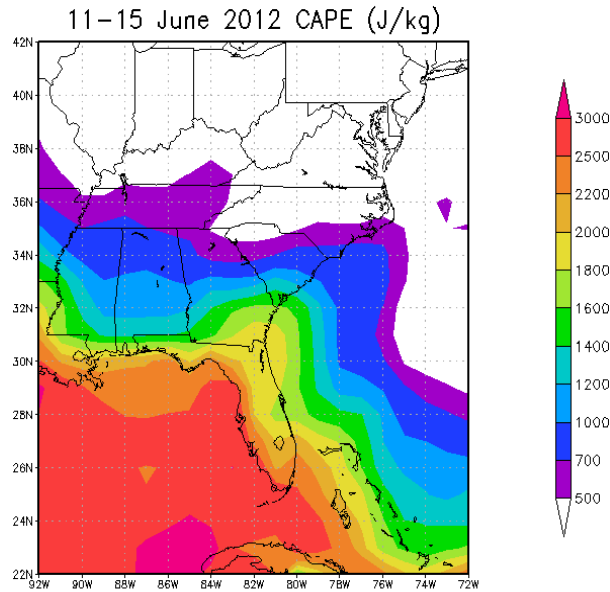 11-15 June 2012 CAPE (J/kg)
42N
40N
38N
36N
34N
32N
30N
28N
26N
24N
22N
92W 90W 88W 86W 84W 82W 80W 78W 76W 74W 72W
3000
2500
2200
2000
1800
1600
1400
1200
1000
700
500